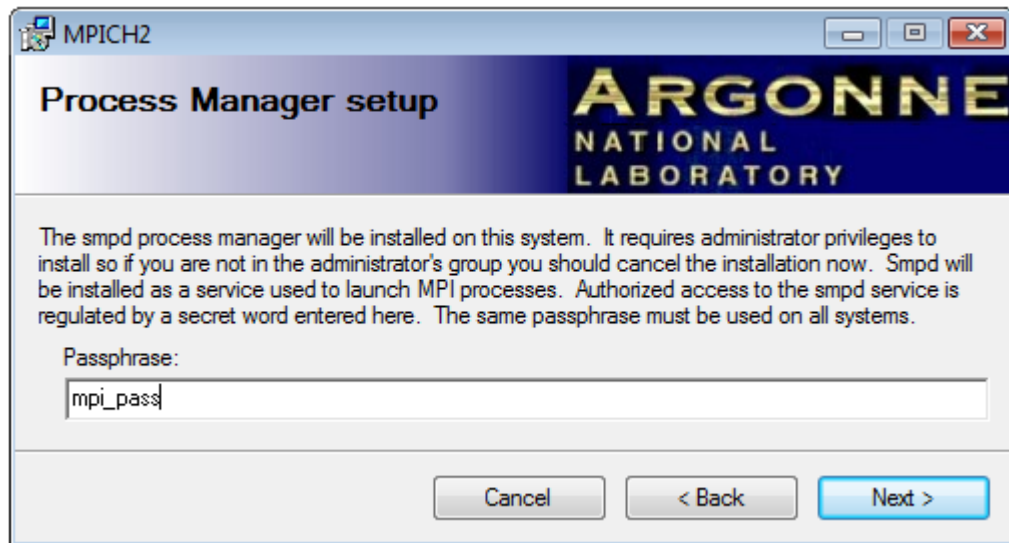 MPICH2
Process Manager setup
ARGONNE
NATIONAL
LABORATORY
The smpd process manager will be installed on this system.  It requires administrator privileges to
install so if you are not in the administrator's group you should cancel the installation now.  Smpd will
be installed as a service used to launch MPI processes.  Authorized access to the smpd service is
regulated by a secret word entered here.  The same passphrase must be used on all systems.
Passphrase:
mpi_pass
Cancel
< Back
Next >